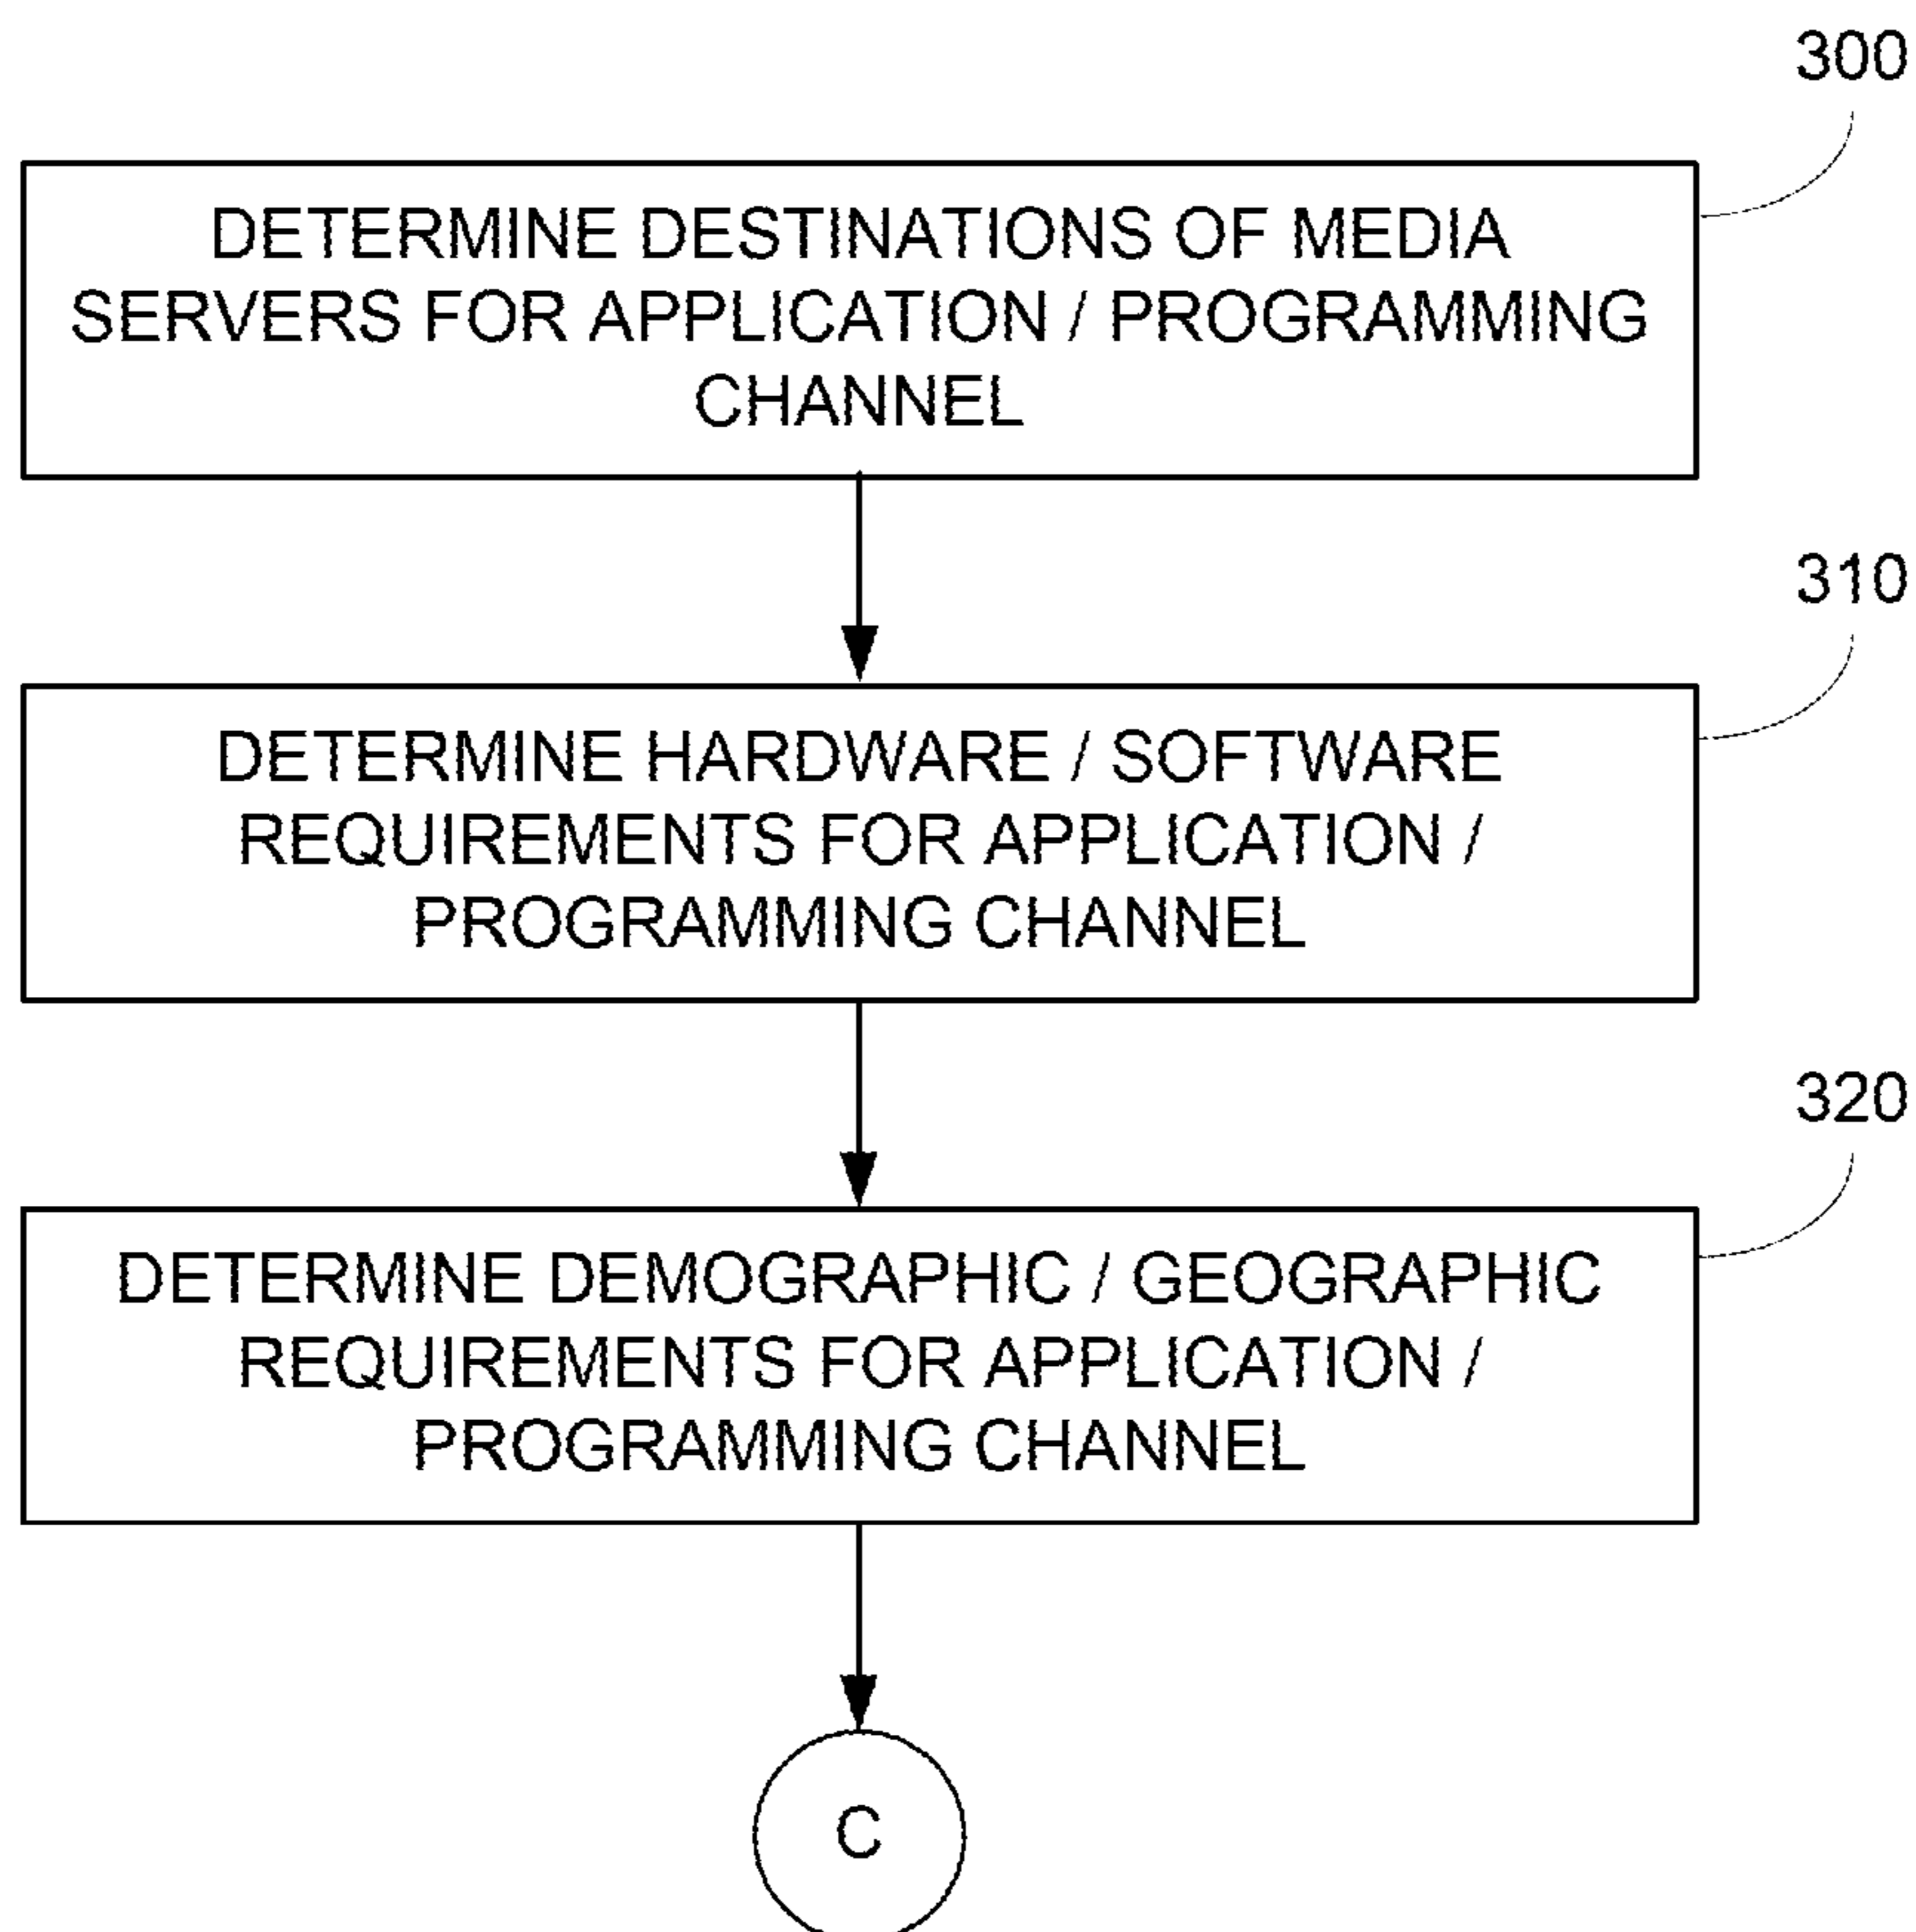 300
DETERMINE DESTINATIONS OF MEDIA
SERVERS FOR APPLICATION / PROGRAMMING
CHANNEL
310
DETERMINE HARDWARE / SOFTWARE
REQUIREMENTS FOR APPLICATION /
PROGRAMMING CHANNEL
320
DETERMINE DEMOGRAPHIC / GEOGRAPHIC
REQUIREMENTS FOR APPLICATION /
PROGRAMMING CHANNEL
C